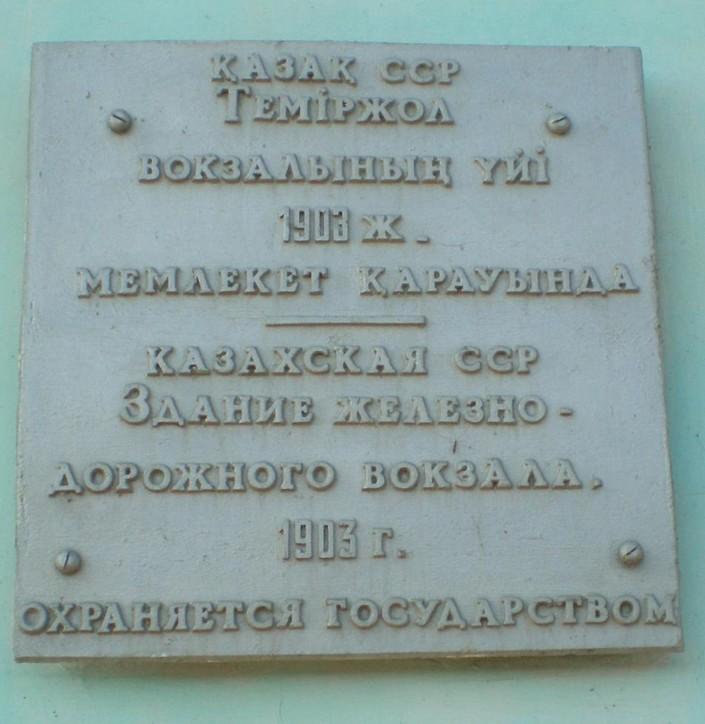 ҚАЗАҚ ССР
ТЕМІРЖОЛ
ВОКЗАЛЫНЫҢ ҮЙІ
1903 Ж.
МЕМЛЕКЕТ ҚАРАУЫНДА
КАЗАХСКАЯ ССР
ЗДАНИЕ ЖЕЛЕЗНО-
ДОРОЖНОГО ВОКЗАЛА.
1903 Г.
ОХРАНЯЕТСЯ ГОСУДАРСТВОМ